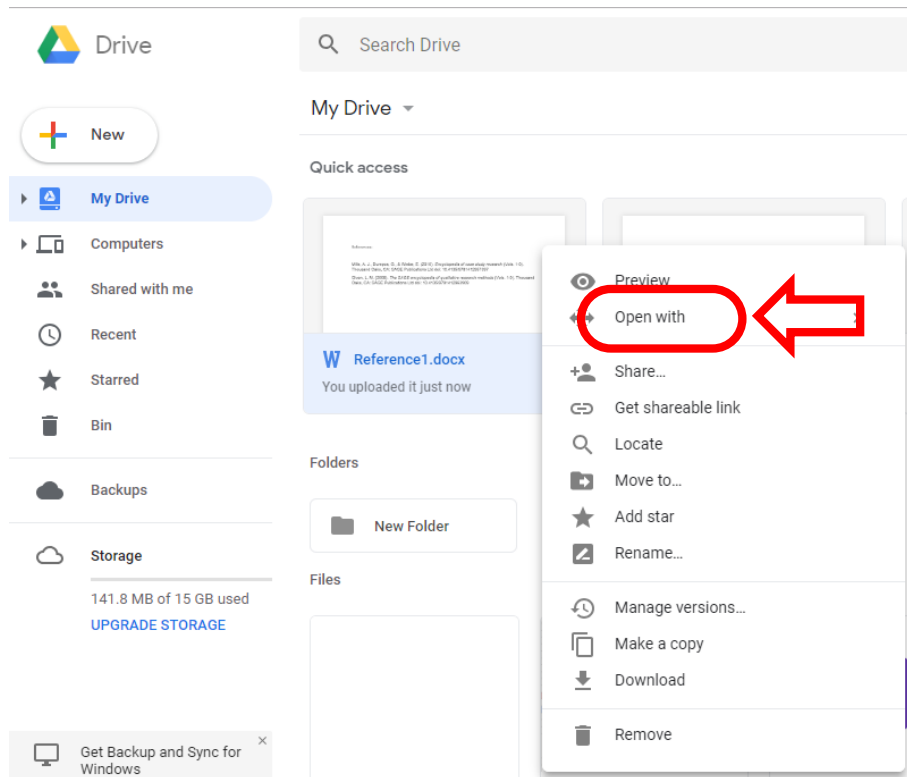 Drive
Search Drive
My Drive
New
Quick access
My Drive
Computers
Shared with me
Recent
Starred
Bin
Backups
Storage
141.8 MB of 15 GB used
UPGRADE STORAGE
Get Backup and Sync for
Windows
References
W Reference1.docx
You uploaded it just now
Folders
New Folder
Files
Preview
Open with
Share...
Get shareable link
Locate
Move to...
Add star
Rename...
Manage versions...
Make a copy
Download
Remove